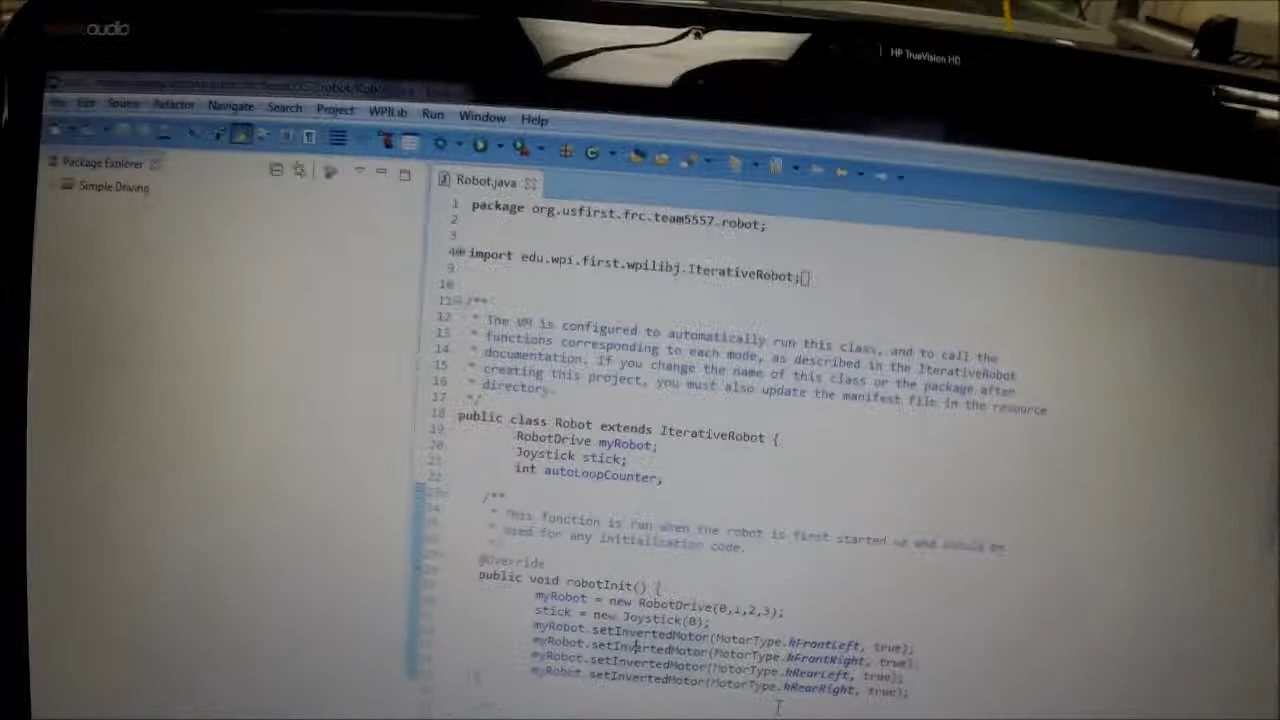 audio
HP TrueVision HD
Edit Source Refactor Navigate Search Project WPILib Run Window Help
Package Explorer
Simple Driving
Robot.java
1 package org.usfirst.frc.team5557.robot;
2
3
4 import edu.wpi.first.wpilibj.IterativeRobot;
9
10
11 /**
12 * The VM is configured to automatically run this class, and to call the
13 * functions corresponding to each mode, as described in the IterativeRobot
14 * documentation. If you change the name of this class or the package after
15 * creating this project, you must also update the manifest file in the resource
16 * directory.
17 */
18 public class Robot extends IterativeRobot {
19 RobotDrive myRobot;
20 Joystick stick;
21 int autoLoopCounter;
22
/**
* This function is run when the robot is first started up and should be
* used for any initialization code.
@Override
public void robotInit() {
myRobot = new RobotDrive(0,1,2,3);
stick = new Joystick(0);
myRobot.setInvertedMotor(MotorType.kFrontLeft, true);
myRobot.setInvertedMotor(MotorType.kFrontRight, true);
myRobot.setInvertedMotor(MotorType.kRearLeft, true);
myRobot.setInvertedMotor(MotorType.kRearRight, true);